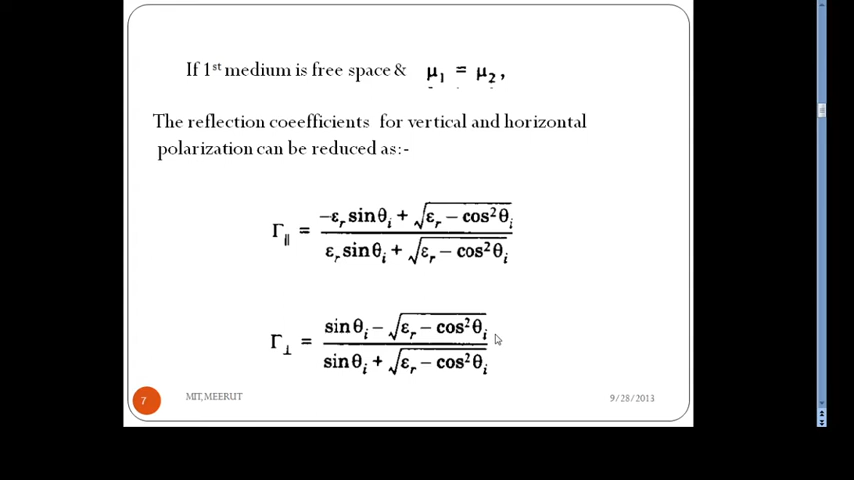 If 1st medium is free space & μ₁ = μ₂,
The reflection coeefficients for vertical and horizontal
polarization can be reduced as:-
Γ∥ = (−εᵣ sinθᵢ + √(εᵣ − cos²θᵢ)) / (εᵣ sinθᵢ + √(εᵣ − cos²θᵢ))
Γ⊥ = (sinθᵢ − √(εᵣ − cos²θᵢ)) / (sinθᵢ + √(εᵣ − cos²θᵢ))
7 MIT,MEERUT 9/28/2013